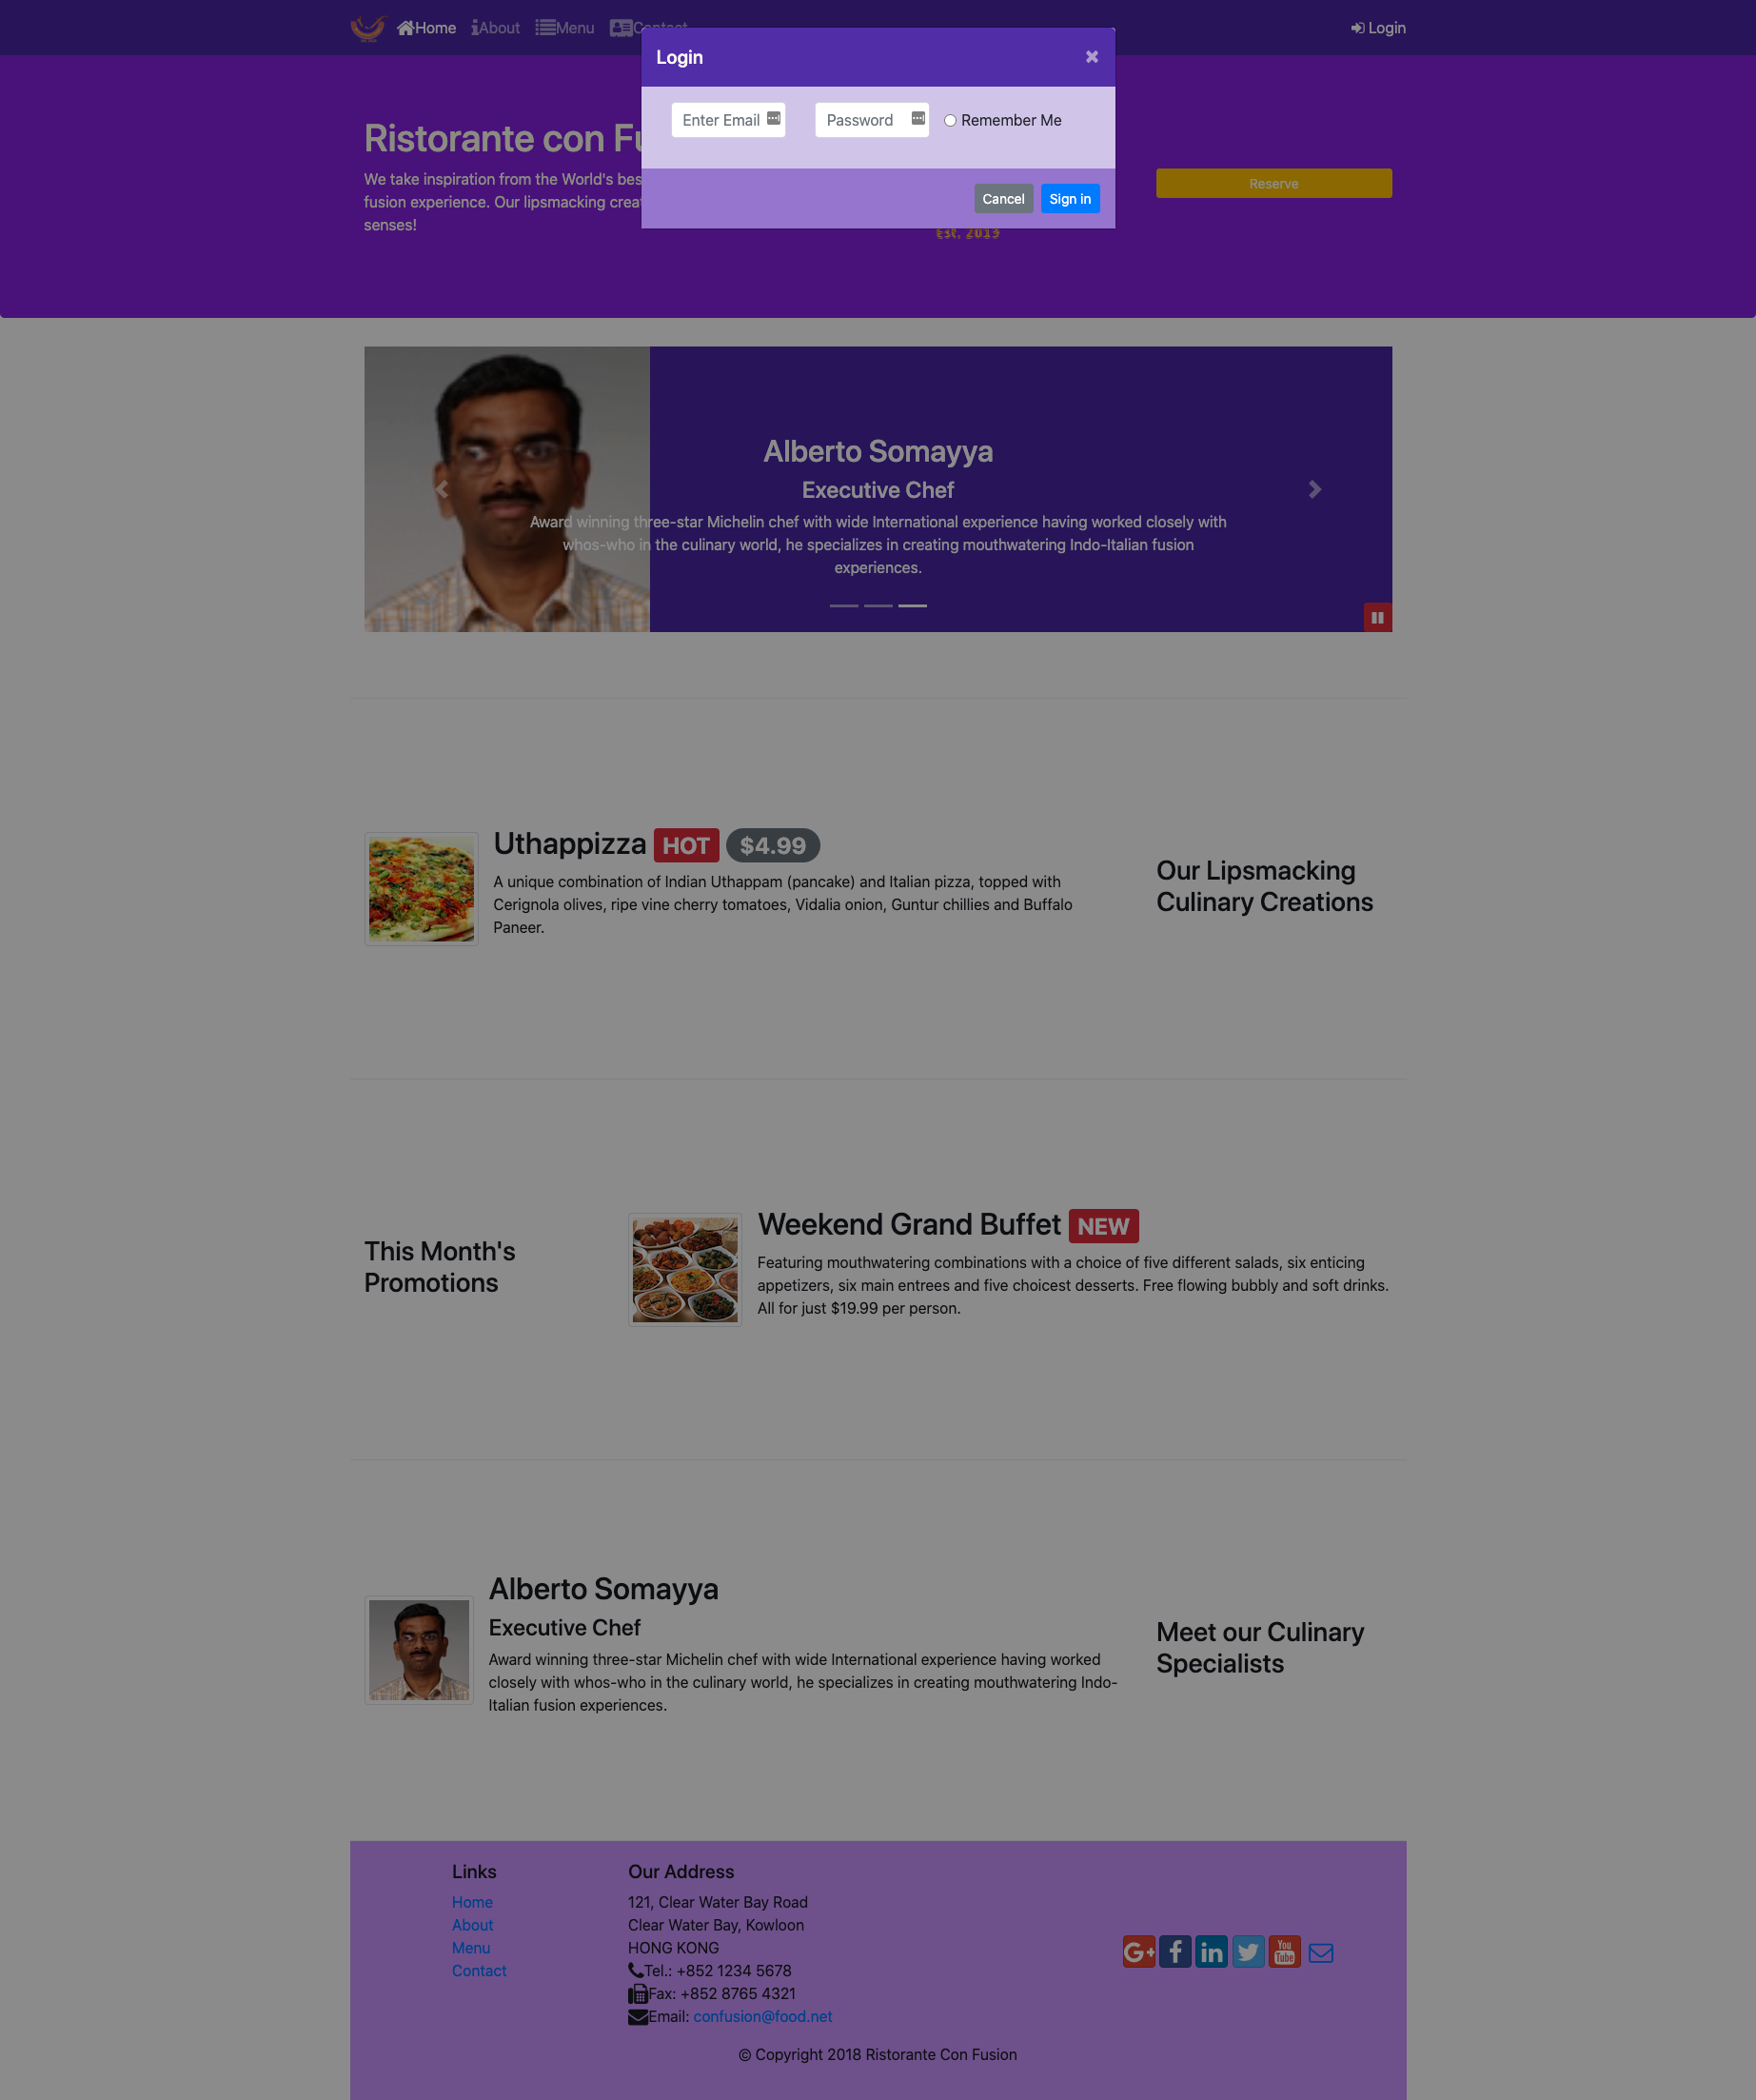 Home About Menu Contact Login
Login ×
Enter Email Password Remember Me
Cancel Sign in
Ristorante con Fu
We take inspiration from the World's bes
fusion experience. Our lipsmacking crea
senses!
Est. 2013
Reserve
Alberto Somayya
Executive Chef
Award winning three-star Michelin chef with wide International experience having worked closely with
whos-who in the culinary world, he specializes in creating mouthwatering Indo-Italian fusion
experiences.
Uthappizza HOT $4.99
A unique combination of Indian Uthappam (pancake) and Italian pizza, topped with
Cerignola olives, ripe vine cherry tomatoes, Vidalia onion, Guntur chillies and Buffalo
Paneer.
Our Lipsmacking
Culinary Creations
This Month's
Promotions
Weekend Grand Buffet NEW
Featuring mouthwatering combinations with a choice of five different salads, six enticing
appetizers, six main entrees and five choicest desserts. Free flowing bubbly and soft drinks.
All for just $19.99 per person.
Alberto Somayya
Executive Chef
Award winning three-star Michelin chef with wide International experience having worked
closely with whos-who in the culinary world, he specializes in creating mouthwatering Indo-
Italian fusion experiences.
Meet our Culinary
Specialists
Links
Home
About
Menu
Contact
Our Address
121, Clear Water Bay Road
Clear Water Bay, Kowloon
HONG KONG
Tel.: +852 1234 5678
Fax: +852 8765 4321
Email: confusion@food.net
G+ f in You Tube
© Copyright 2018 Ristorante Con Fusion